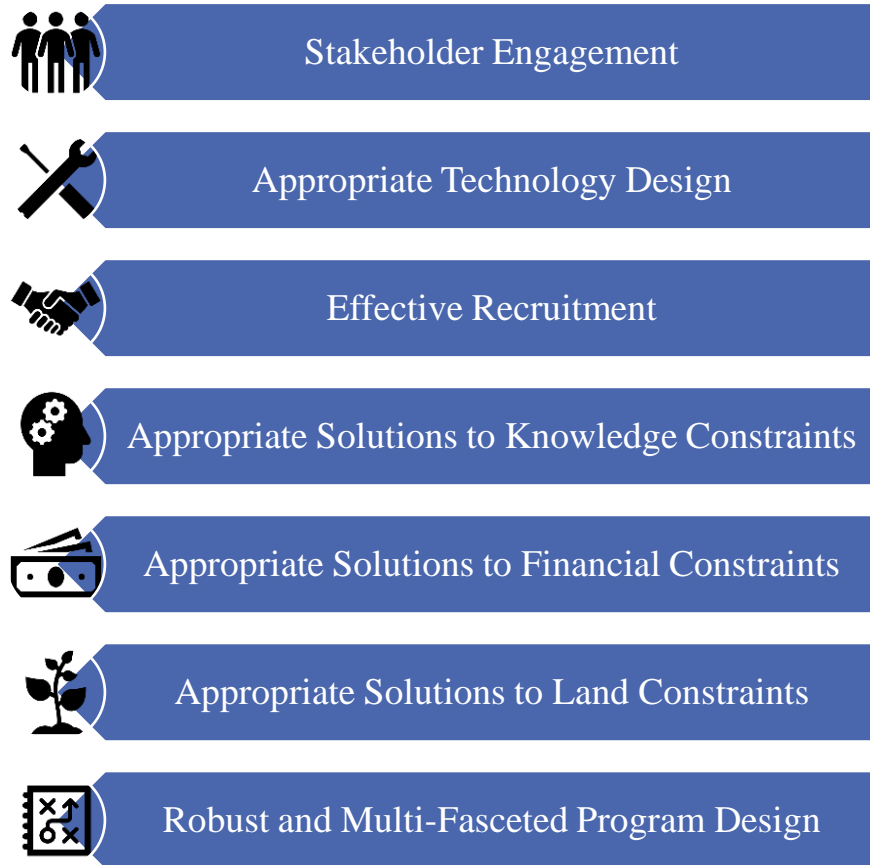 Stakeholder Engagement
Appropriate Technology Design
Effective Recruitment
Appropriate Solutions to Knowledge Constraints
Appropriate Solutions to Financial Constraints
Appropriate Solutions to Land Constraints
Robust and Multi-Fasceted Program Design